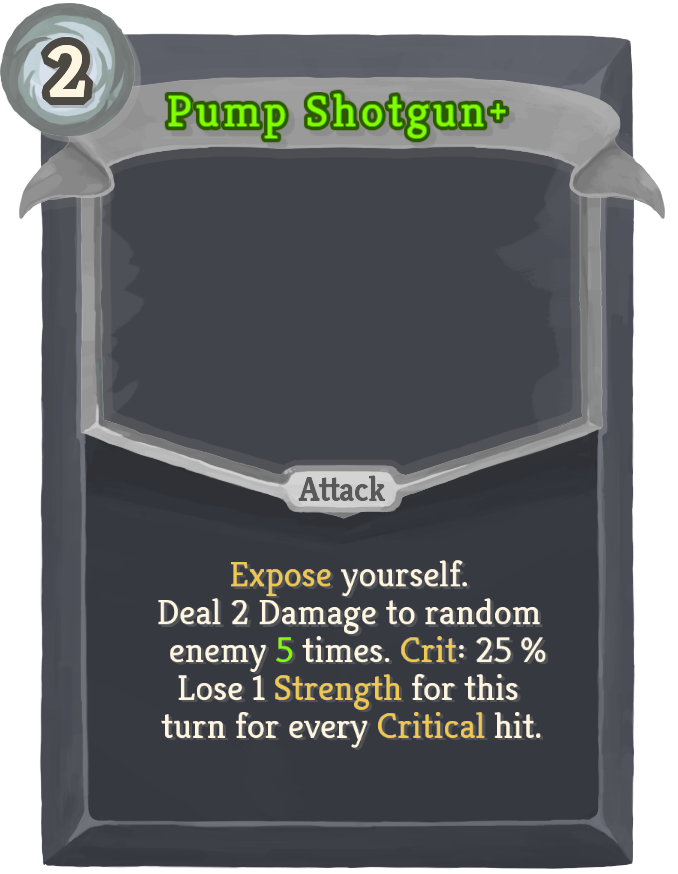 2
Pump Shotgun+
Attack
Expose yourself.
Deal 2 Damage to random
enemy 5 times. Crit: 25 %
Lose 1 Strength for this
turn for every Critical hit.